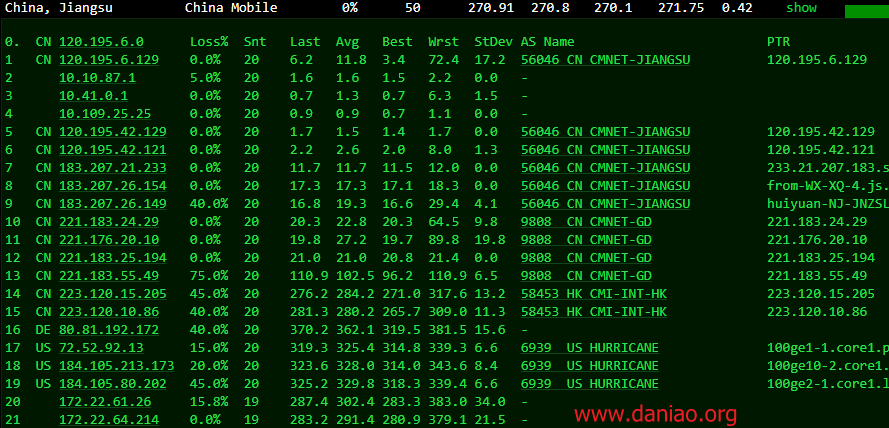 China, Jiangsu China Mobile 0% 50 270.91 270.8 270.1 271.75 0.42 show
0. CN 120.195.6.0 Loss% Snt Last Avg Best Wrst StDev AS Name PTR
1 CN 120.195.6.129 0.0% 20 6.2 11.8 3.4 72.4 17.2 56046 CN CMNET-JIANGSU 120.195.6.129
2 10.10.87.1 5.0% 20 1.6 1.6 1.5 2.2 0.0 -
3 10.41.0.1 0.0% 20 0.7 1.3 0.7 6.3 1.5 -
4 10.109.25.25 0.0% 20 0.9 0.9 0.7 1.1 0.0 -
5 CN 120.195.42.129 0.0% 20 1.7 1.5 1.4 1.7 0.0 56046 CN CMNET-JIANGSU 120.195.42.129
6 CN 120.195.42.121 0.0% 20 2.2 2.6 2.0 8.0 1.3 56046 CN CMNET-JIANGSU 120.195.42.121
7 CN 183.207.21.233 0.0% 20 11.7 11.7 11.5 12.0 0.0 56046 CN CMNET-JIANGSU 233.21.207.183.s
8 CN 183.207.26.154 0.0% 20 17.3 17.3 17.1 18.3 0.0 56046 CN CMNET-JIANGSU from-WX-XQ-4.js.
9 CN 183.207.26.149 40.0% 20 16.8 19.3 16.6 29.4 4.1 56046 CN CMNET-JIANGSU huiyuan-NJ-JNZSL
10 CN 221.183.24.29 0.0% 20 20.3 22.8 20.3 64.5 9.8 9808 CN CMNET-GD 221.183.24.29
11 CN 221.176.20.10 0.0% 20 19.8 27.2 19.7 89.8 19.8 9808 CN CMNET-GD 221.176.20.10
12 CN 221.183.25.194 0.0% 20 21.0 21.0 20.8 21.4 0.0 9808 CN CMNET-GD 221.183.25.194
13 CN 221.183.55.49 75.0% 20 110.9 102.5 96.2 110.9 6.5 9808 CN CMNET-GD 221.183.55.49
14 CN 223.120.15.205 45.0% 20 276.2 284.2 271.0 317.6 13.2 58453 HK CMI-INT-HK 223.120.15.205
15 CN 223.120.10.86 40.0% 20 281.3 280.2 265.7 309.0 11.3 58453 HK CMI-INT-HK 223.120.10.86
16 DE 80.81.192.172 40.0% 20 370.2 362.1 319.5 381.5 15.6 -
17 US 72.52.92.13 15.0% 20 319.3 325.4 314.8 339.3 6.6 6939 US HURRICANE 100ge1-1.core1.p
18 US 184.105.213.173 20.0% 20 323.6 328.0 314.0 343.6 8.4 6939 US HURRICANE 100ge10-2.core1.
19 US 184.105.80.202 45.0% 20 325.2 329.8 318.3 339.4 6.6 6939 US HURRICANE 100ge2-1.core1.l
20 172.22.61.26 15.8% 19 287.4 302.4 283.3 383.0 34.0 -
21 172.22.64.214 0.0% 19 283.2 291.4 280.9 379.1 21.5 -
www.daniao.org